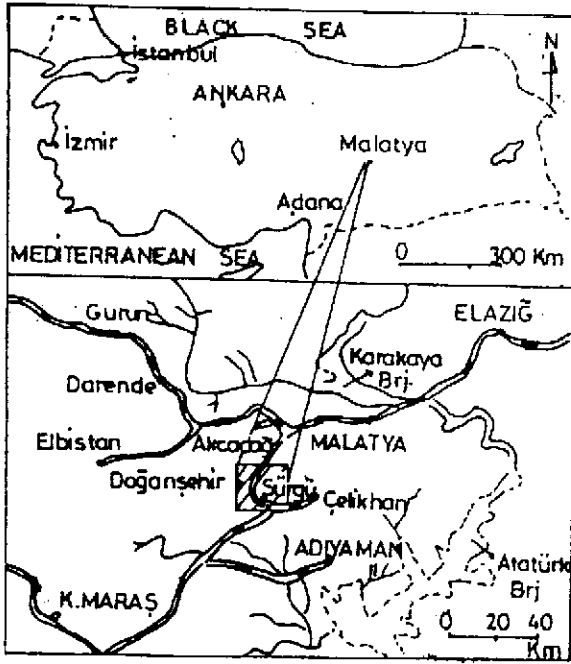 BLACK SEA
İstanbul
N
ANKARA
İzmir
Malatya
Adana
MEDITERRANEAN SEA
0 300 Km
Gurun
ELAZIĞ
Karakaya
Brj.
Darende
Elbistan
Akcadağ
MALATYA
Doğanşehir
Sürgü
Çelikhan
ADIYAMAN
Atatürk
Brj
K.MARAŞ
0 20 40
Km